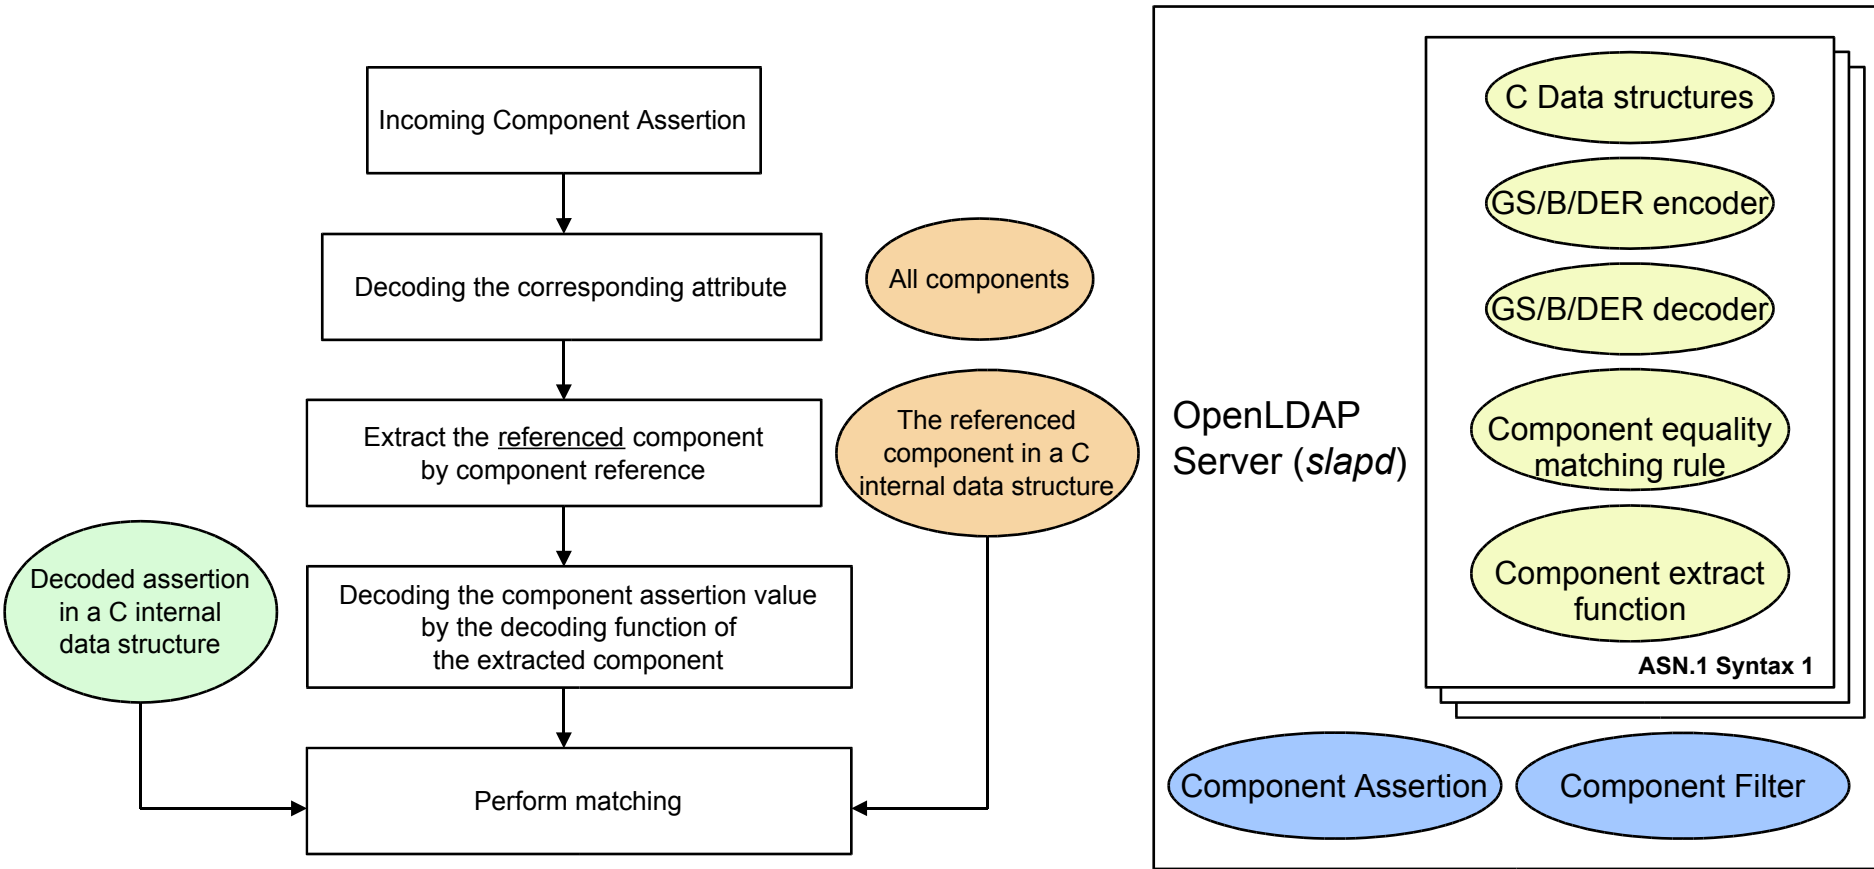 Incoming Component Assertion
Decoding the corresponding attribute
All components
Extract the referenced component
by component reference
The referenced
component in a C
internal data structure
Decoded assertion
in a C internal
data structure
Decoding the component assertion value
by the decoding function of
the extracted component
Perform matching
OpenLDAP
Server (slapd)
C Data structures
GS/B/DER encoder
GS/B/DER decoder
Component equality
matching rule
Component extract
function
ASN.1 Syntax 1
Component Assertion
Component Filter